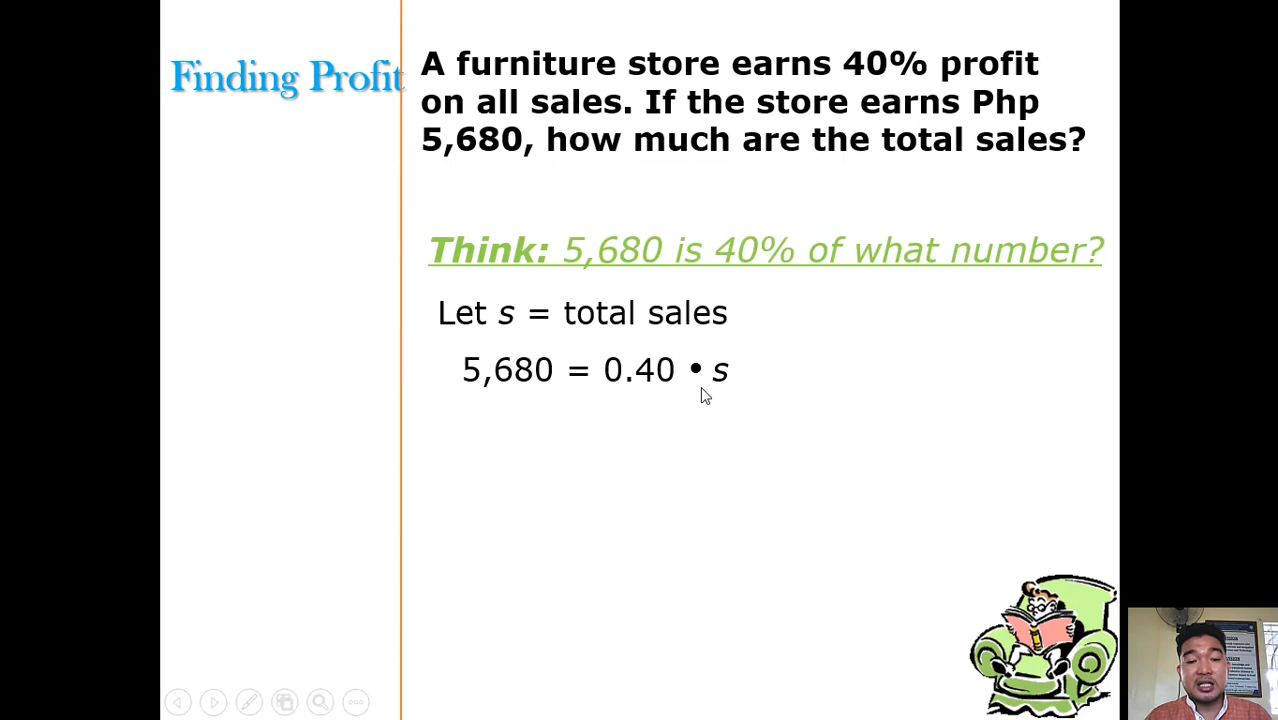 Finding Profit
A furniture store earns 40% profit
on all sales. If the store earns Php
5,680, how much are the total sales?
Think: 5,680 is 40% of what number?
Let s = total sales
5,680 = 0.40 • s